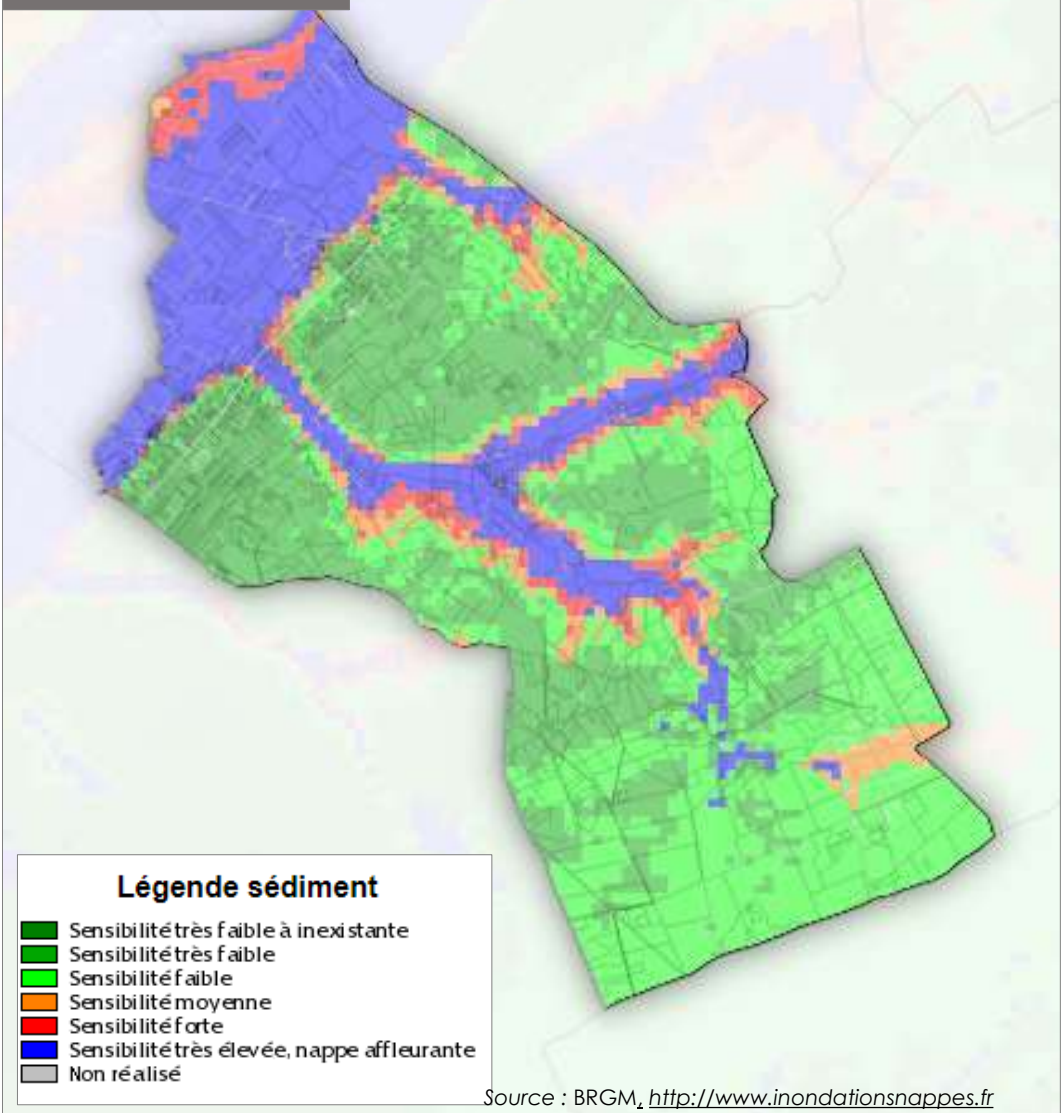 Légende sédiment
Sensibilité très faible à inexistante
Sensibilité très faible
Sensibilité faible
Sensibilité moyenne
Sensibilité forte
Sensibilité très élevée, nappe affleurante
Non réalisé
Source : BRGM, http://www.inondationsnappes.fr